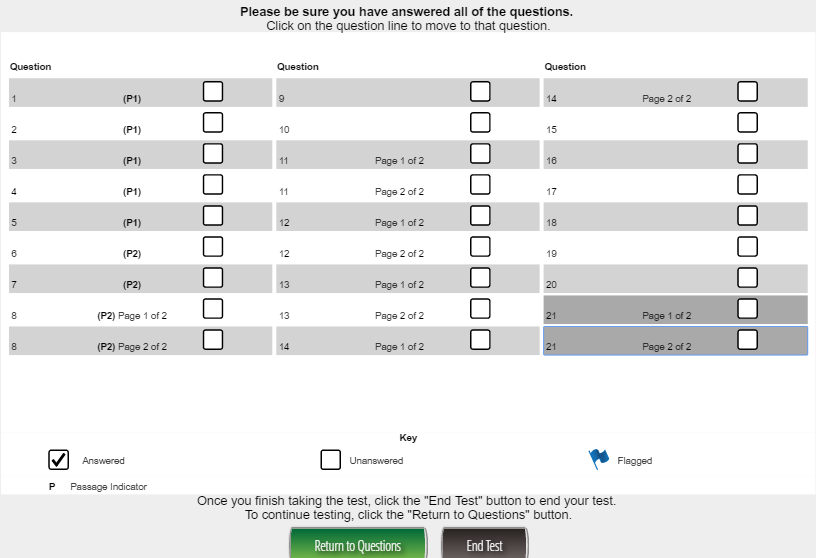 Please be sure you have answered all of the questions.
Click on the question line to move to that question.
Question Question Question
1 (P1) 9 14 Page 2 of 2
2 (P1) 10 15
3 (P1) 11 Page 1 of 2 16
4 (P1) 11 Page 2 of 2 17
5 (P1) 12 Page 1 of 2 18
6 (P2) 12 Page 2 of 2 19
7 (P2) 13 Page 1 of 2 20
8 (P2) Page 1 of 2 13 Page 2 of 2 21 Page 1 of 2
8 (P2) Page 2 of 2 14 Page 1 of 2 21 Page 2 of 2
Key
Answered Unanswered Flagged
P Passage Indicator
Once you finish taking the test, click the "End Test" button to end your test.
To continue testing, click the "Return to Questions" button.
Return to Questions End Test